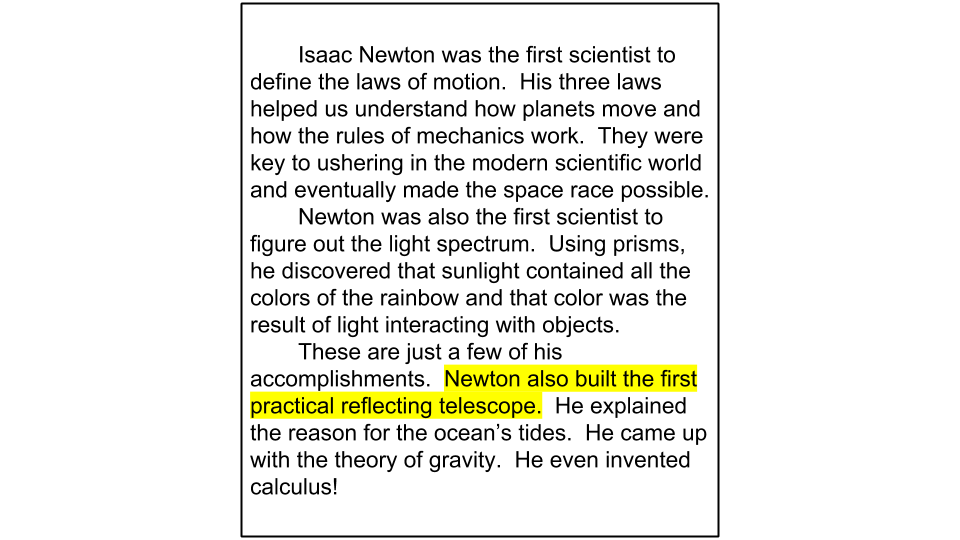 Isaac Newton was the first scientist to
define the laws of motion.  His three laws
helped us understand how planets move and
how the rules of mechanics work.  They were
key to ushering in the modern scientific world
and eventually made the space race possible.
Newton was also the first scientist to
figure out the light spectrum.  Using prisms,
he discovered that sunlight contained all the
colors of the rainbow and that color was the
result of light interacting with objects.
These are just a few of his
accomplishments.  Newton also built the first
practical reflecting telescope.  He explained
the reason for the ocean’s tides.  He came up
with the theory of gravity.  He even invented
calculus!